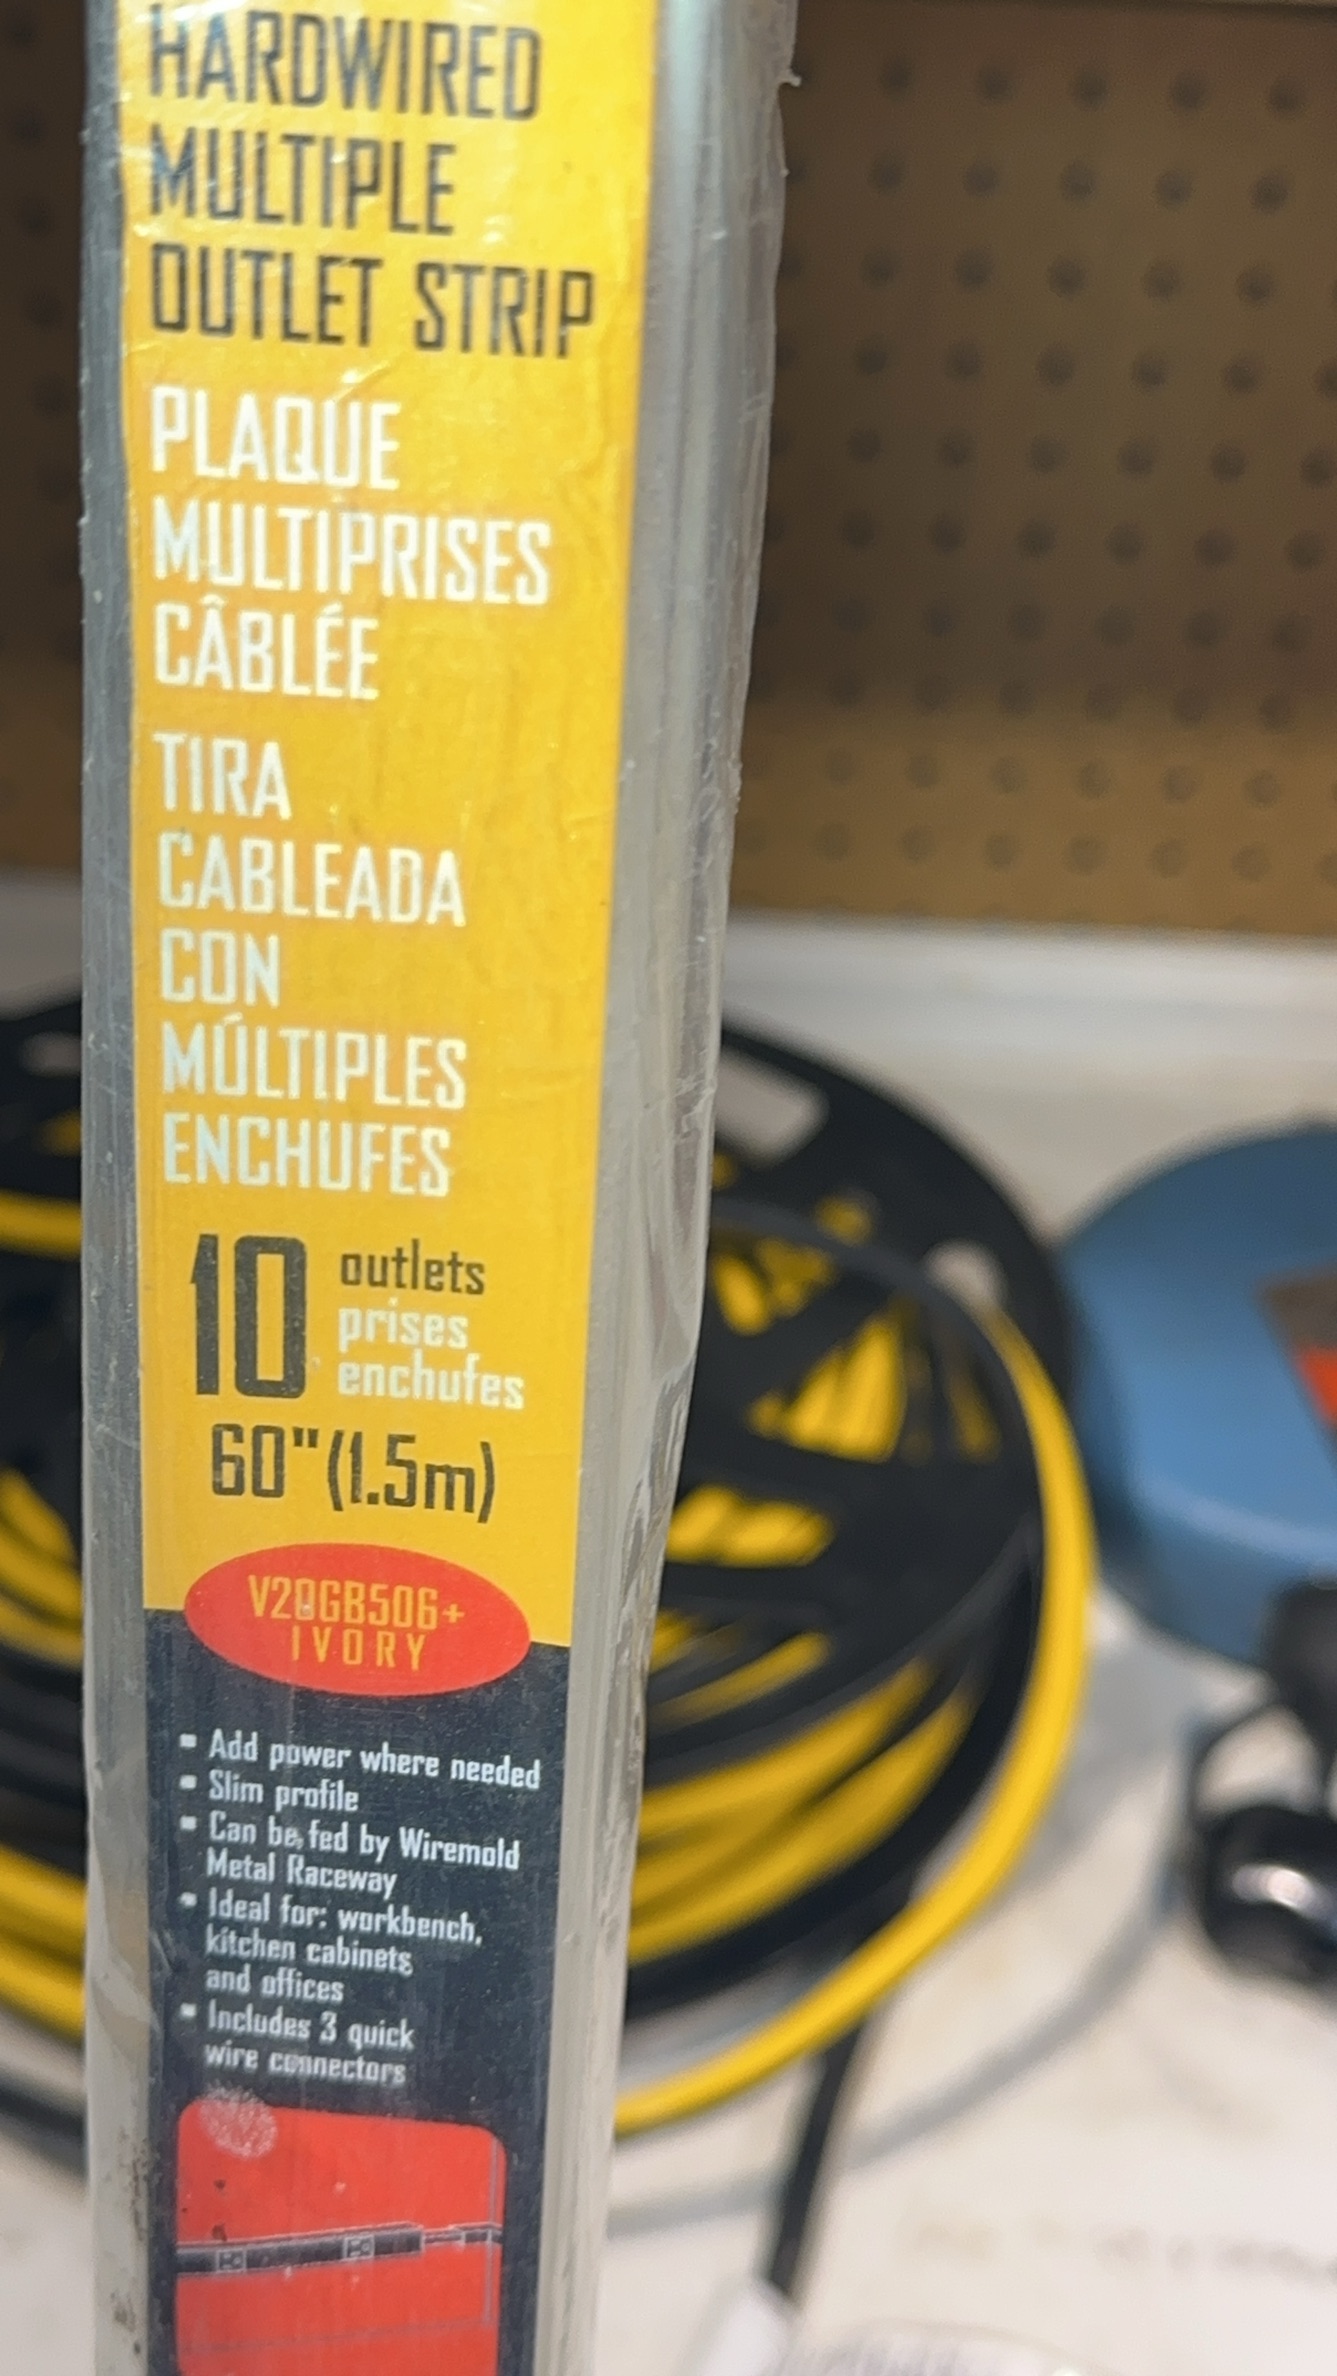 HARDWIRED
MULTIPLE
OUTLET STRIP
PLAQUE
MULTIPRISES
CÂBLÉE
TIRA
CABLEADA
CON
MÚLTIPLES
ENCHUFES
10 outlets
prises
enchufes
60" (1.5m)
V20GB506+
IVORY
▪ Add power where needed
▪ Slim profile
▪ Can be fed by Wiremold
Metal Raceway
▪ Ideal for: workbench,
kitchen cabinets
and offices
▪ Includes 3 quick
wire connectors